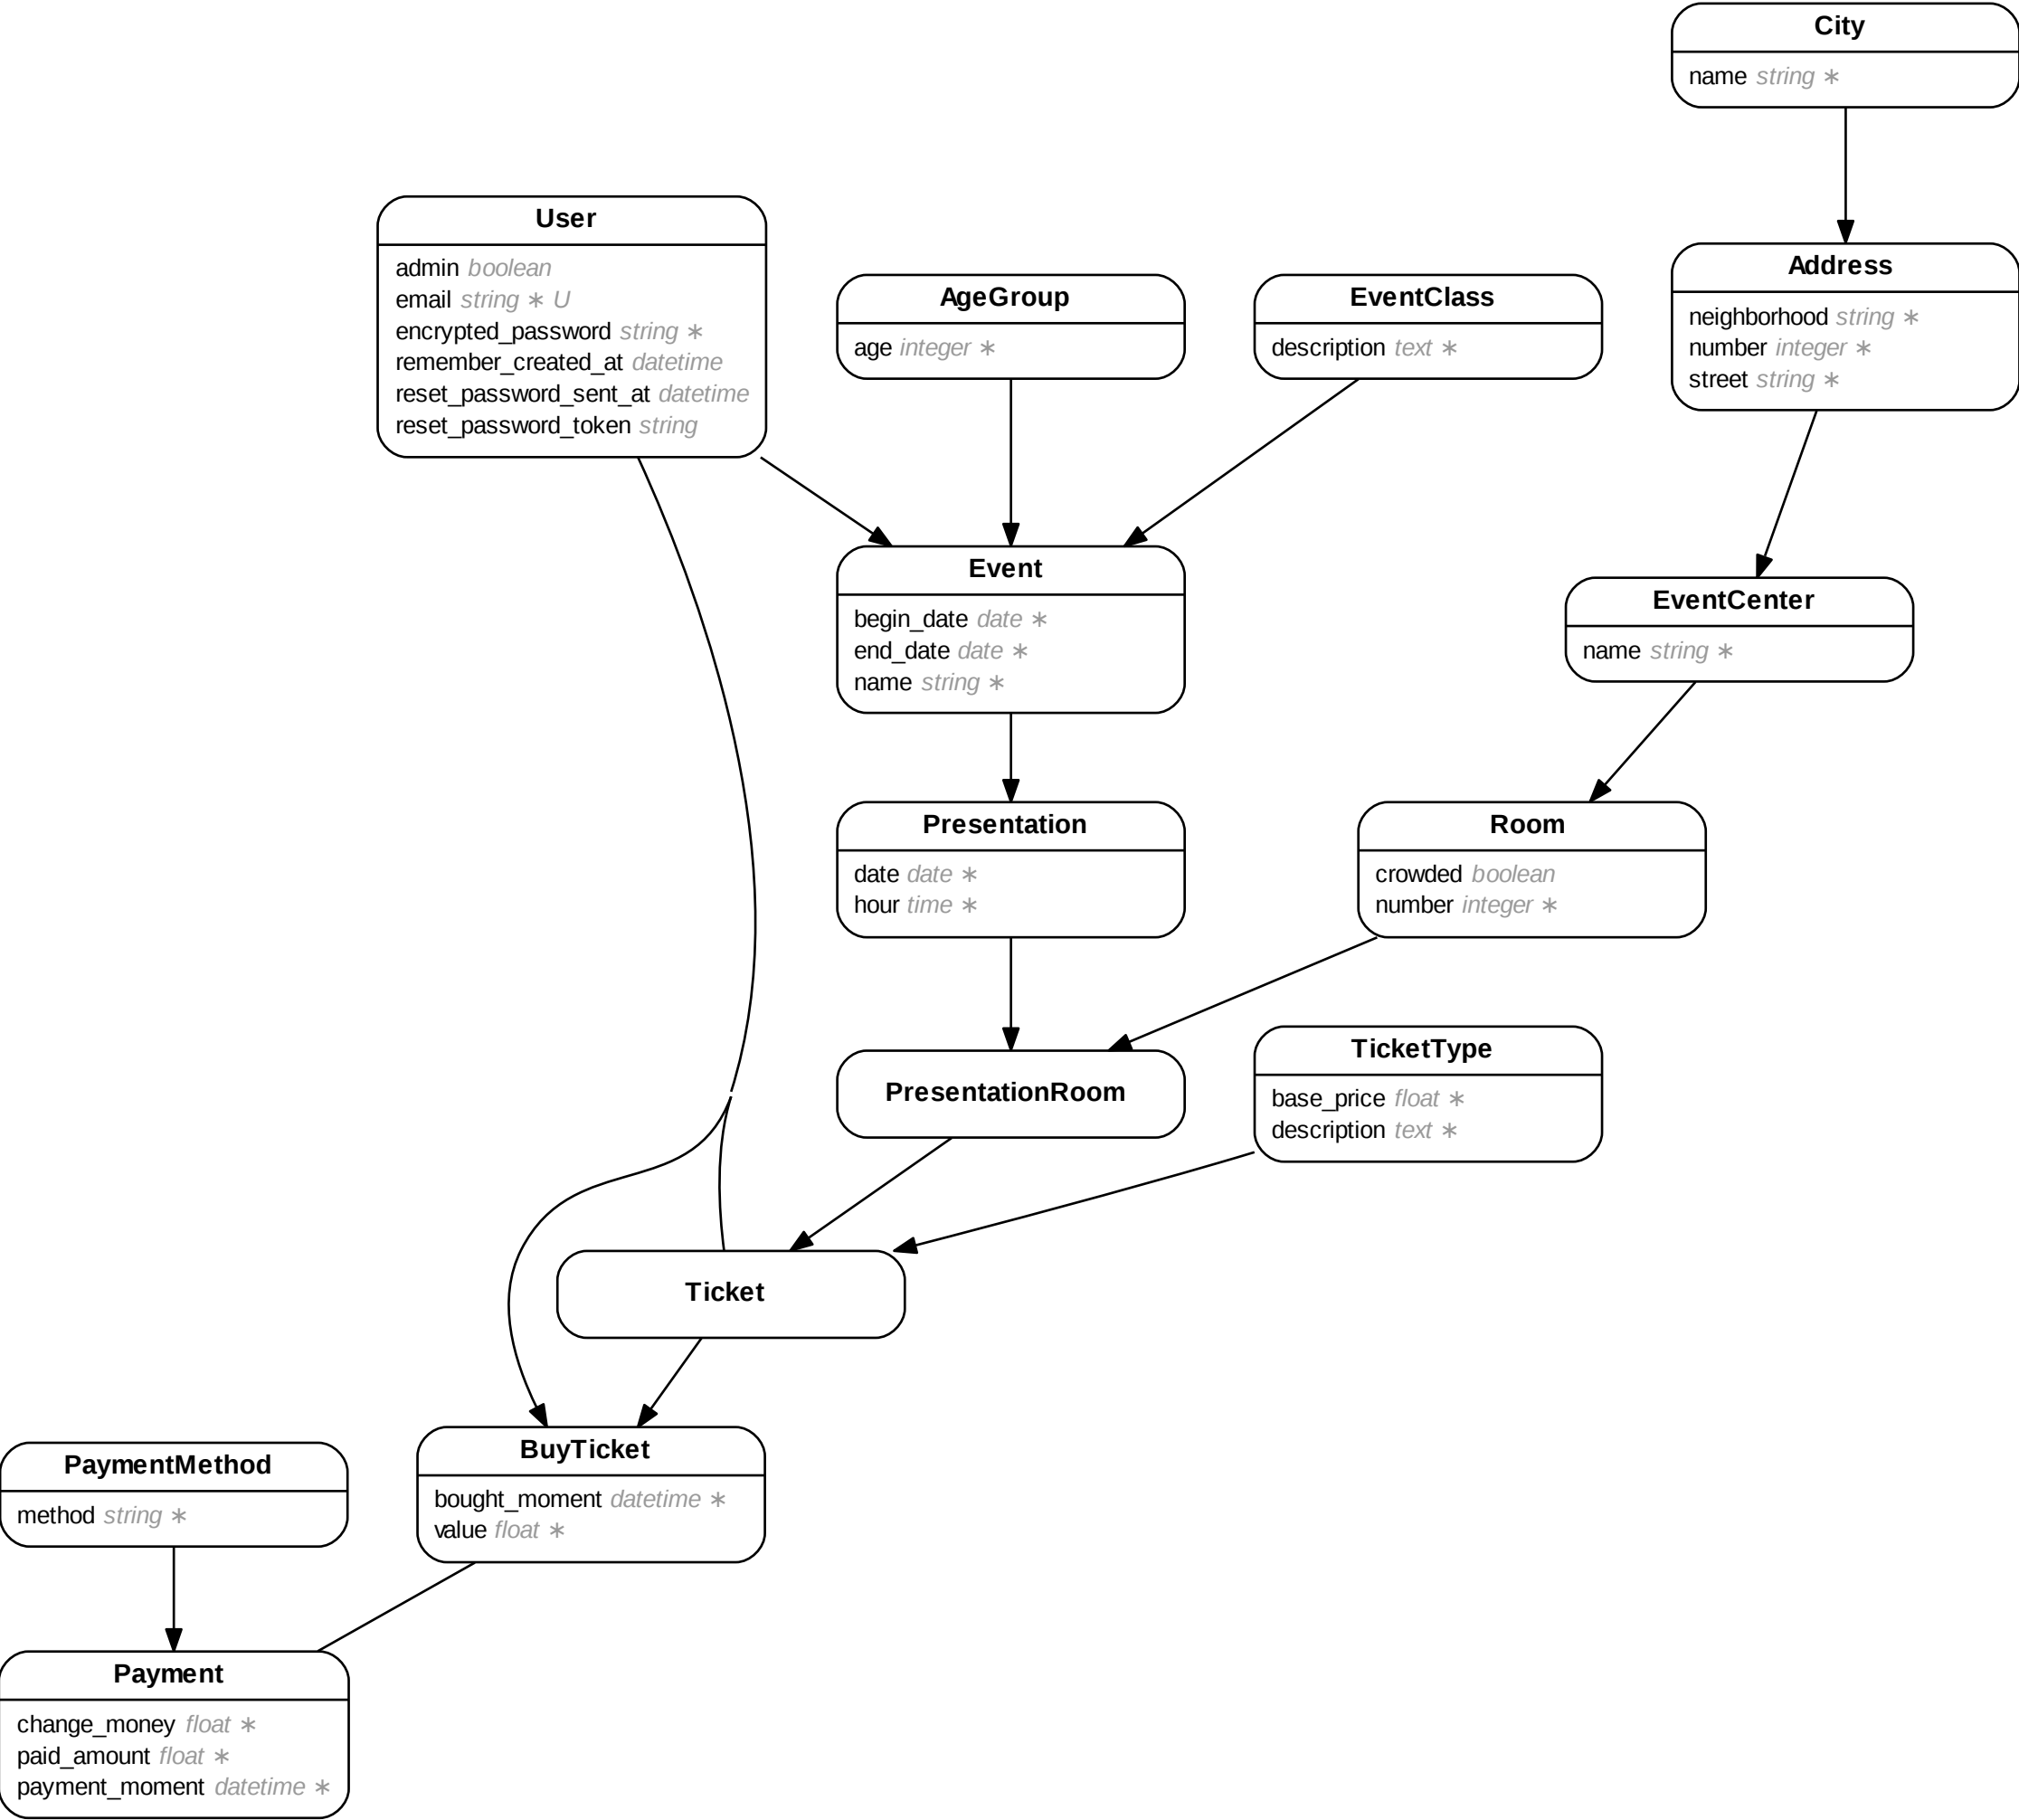 City
name string ∗
User
admin boolean
email string ∗ U
encrypted_password string ∗
remember_created_at datetime
reset_password_sent_at datetime
reset_password_token string
AgeGroup
age integer ∗
EventClass
description text ∗
Address
neighborhood string ∗
number integer ∗
street string ∗
Event
begin_date date ∗
end_date date ∗
name string ∗
EventCenter
name string ∗
Presentation
date date ∗
hour time ∗
Room
crowded boolean
number integer ∗
PresentationRoom
TicketType
base_price float ∗
description text ∗
Ticket
PaymentMethod
method string ∗
BuyTicket
bought_moment datetime ∗
value float ∗
Payment
change_money float ∗
paid_amount float ∗
payment_moment datetime ∗